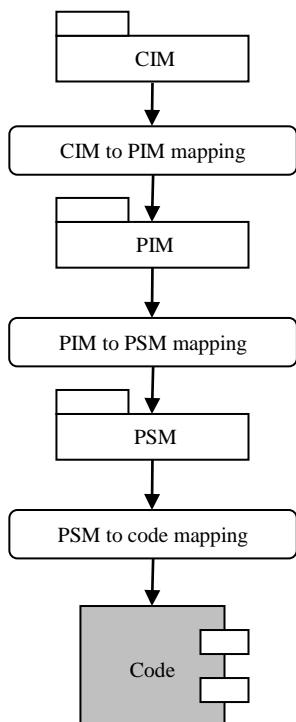 CIM
CIM to PIM mapping
PIM
PIM to PSM mapping
PSM
PSM to code mapping
Code